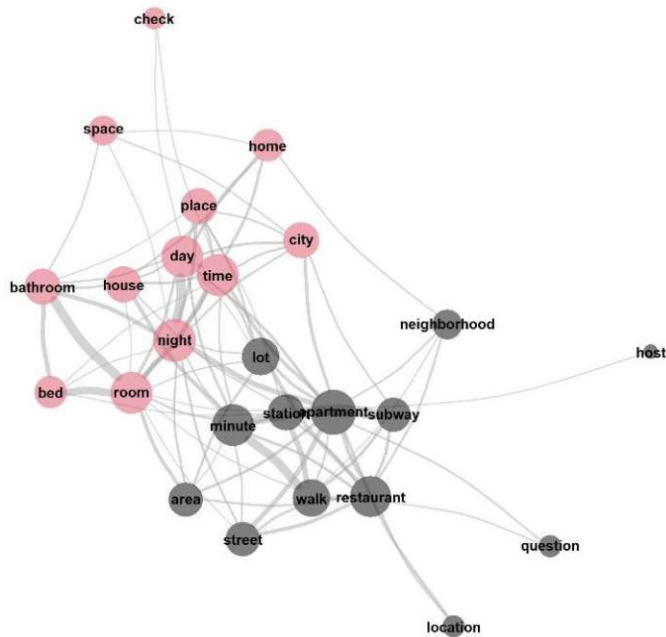 check
space
home
place
city
day
time
bathroom
house
neighborhood
night
lot
host
bed
room
station
apartment
subway
minute
area
walk
restaurant
street
question
location